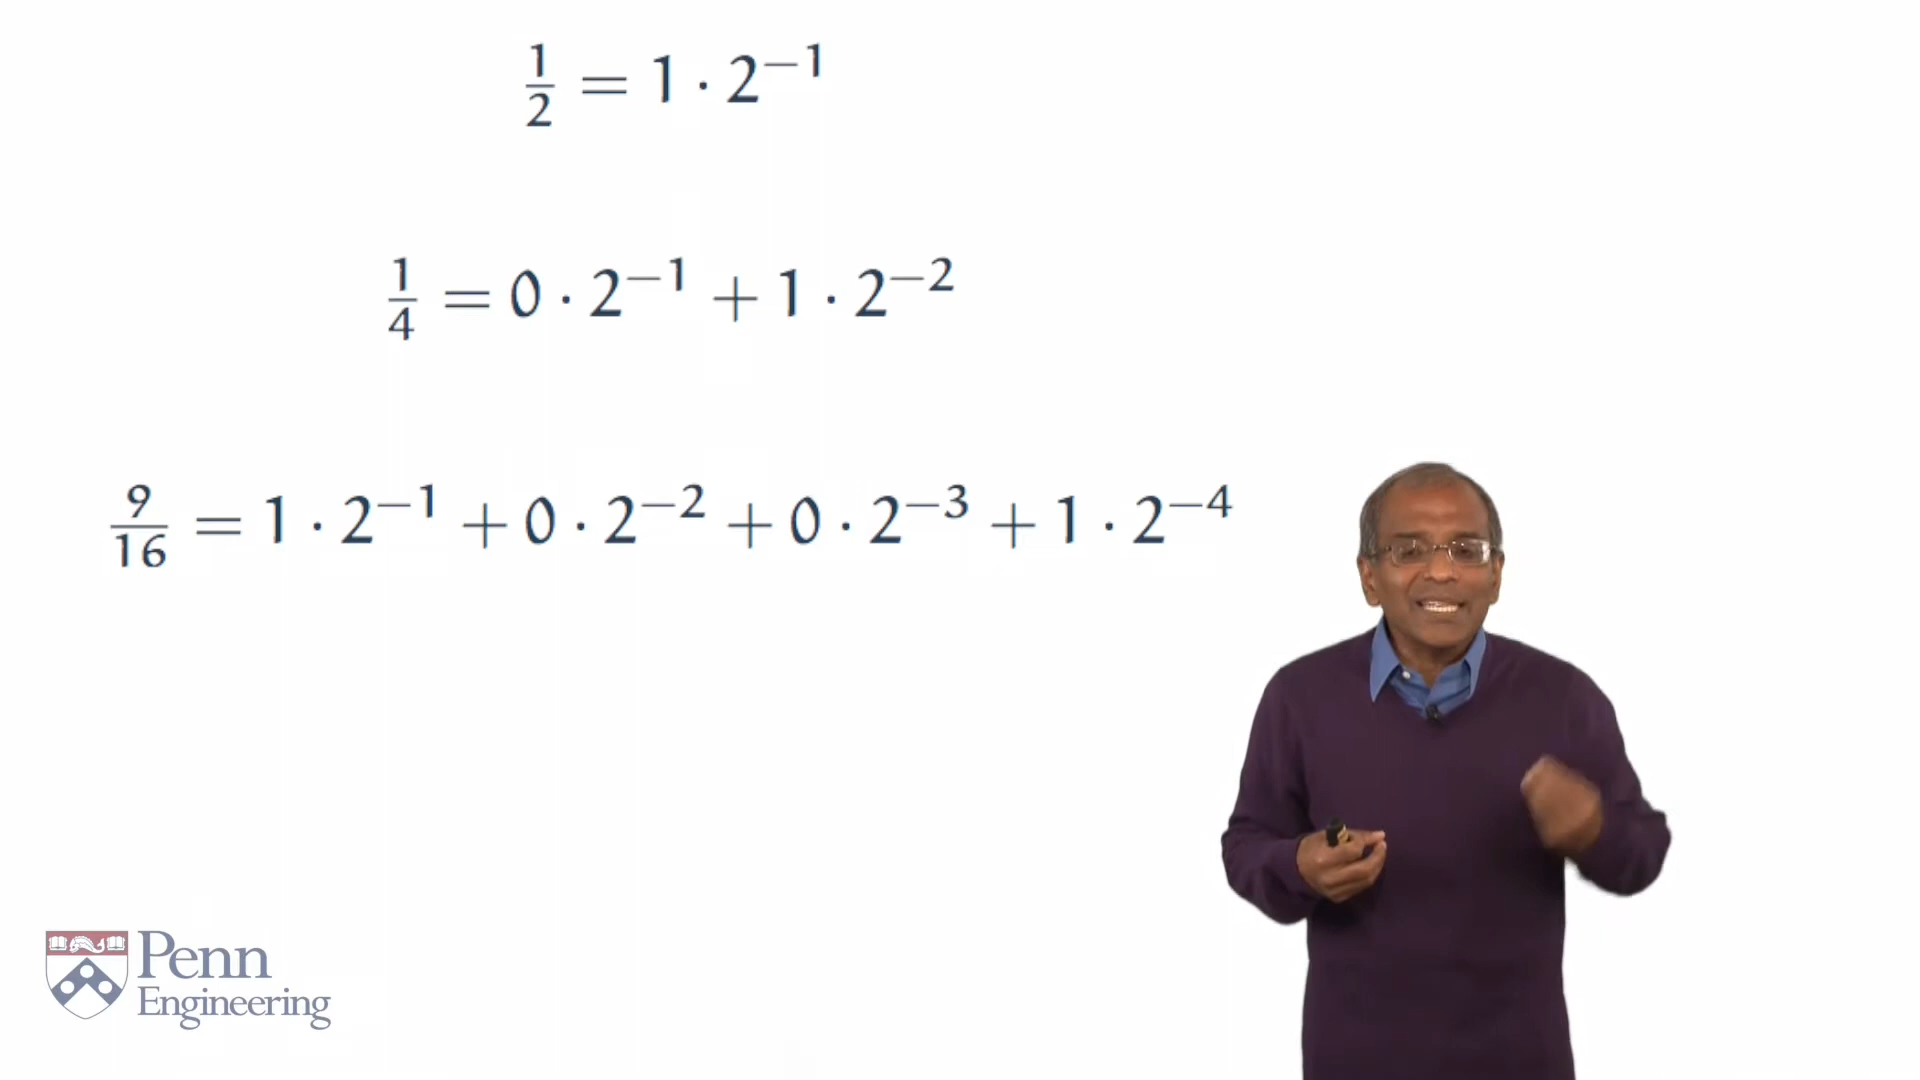 1/2 = 1 · 2⁻¹
1/4 = 0 · 2⁻¹ + 1 · 2⁻²
9/16 = 1 · 2⁻¹ + 0 · 2⁻² + 0 · 2⁻³ + 1 · 2⁻⁴
Penn
Engineering